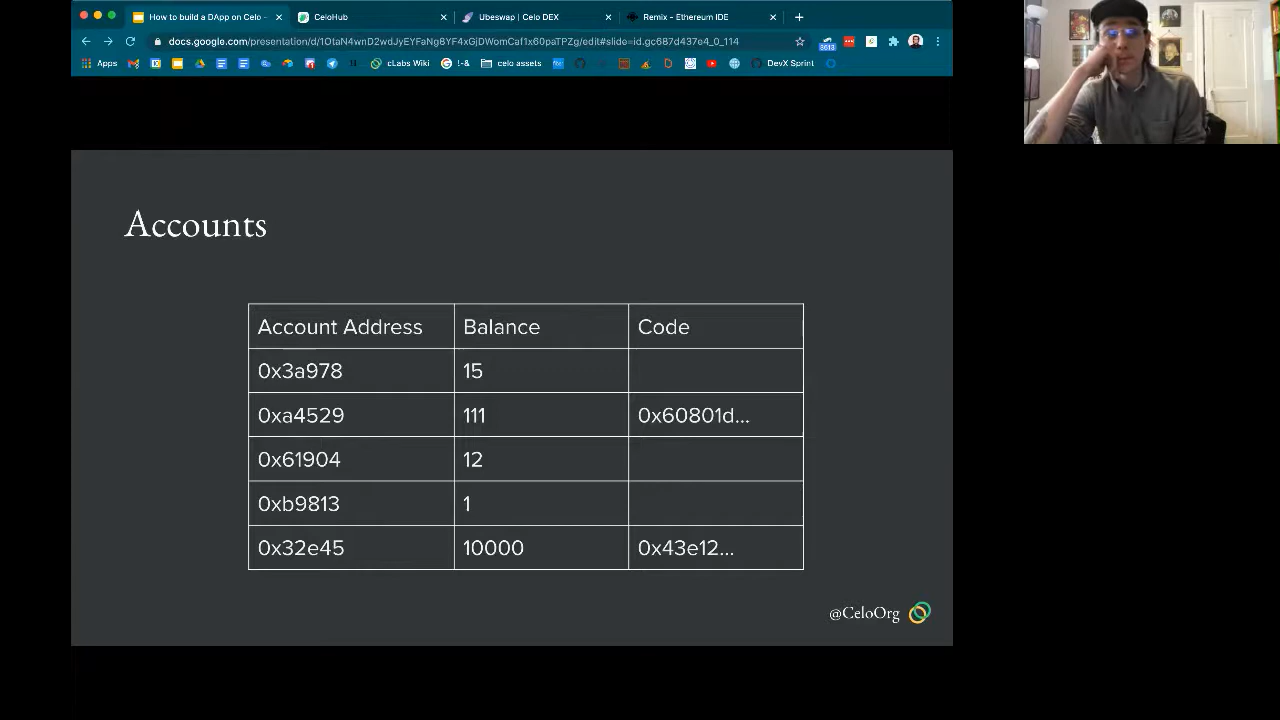 How to build a DApp on Celo -
CeloHub
Ubeswap | Celo DEX
Remix - Ethereum IDE
docs.google.com/presentation/d/1OtaN4wnD2wdJyEYFaNg8YF4xGjDWomCaf1x60paTPZg/edit#slide=id.gc687d437e4_0_114
3613
Apps
cLabs Wiki
!-&
celo assets
DevX Sprint
Accounts
Account Address Balance Code
0x3a978 15
0xa4529 111 0x60801d...
0x61904 12
0xb9813 1
0x32e45 10000 0x43e12...
@CeloOrg